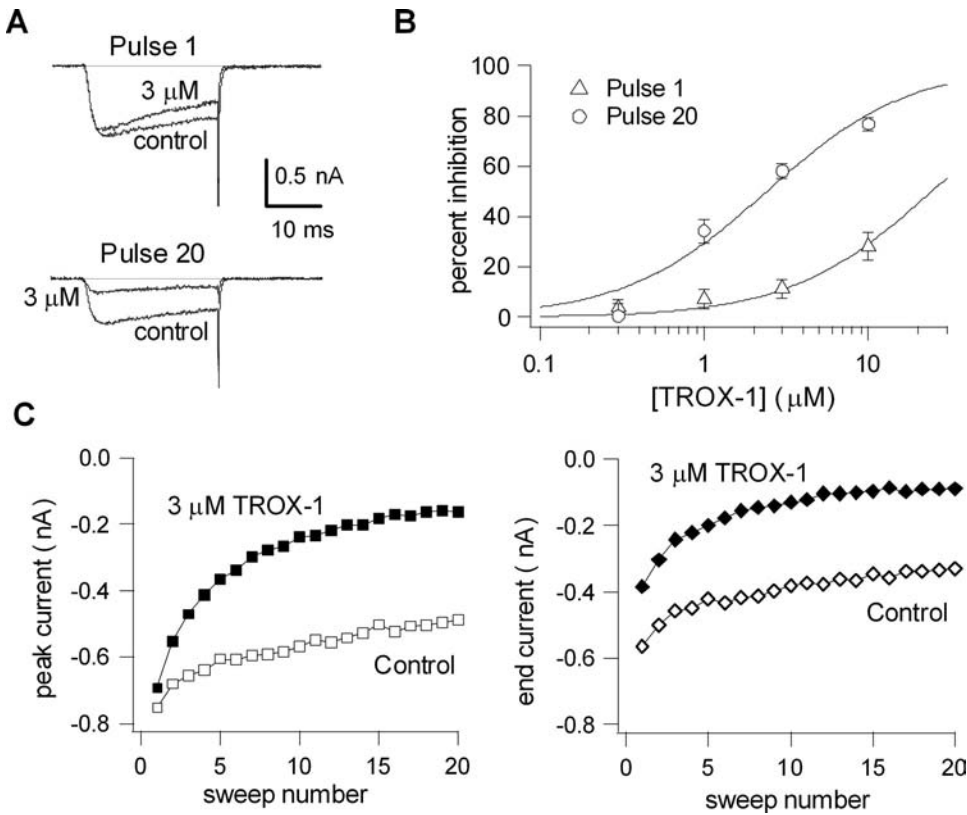 A
Pulse 1
3 μM
control
0.5 nA
10 ms
Pulse 20
3 μM
control
B
100
80
60
40
20
0
percent inhibition
Pulse 1
Pulse 20
0.1
1
10
[TROX-1] (μM)
C
0.0
-0.2
-0.4
-0.6
-0.8
peak current ( nA)
3 μM TROX-1
Control
0
5
10
15
20
sweep number
0.0
-0.2
-0.4
-0.6
-0.8
end current ( nA)
3 μM TROX-1
Control
0
5
10
15
20
sweep number